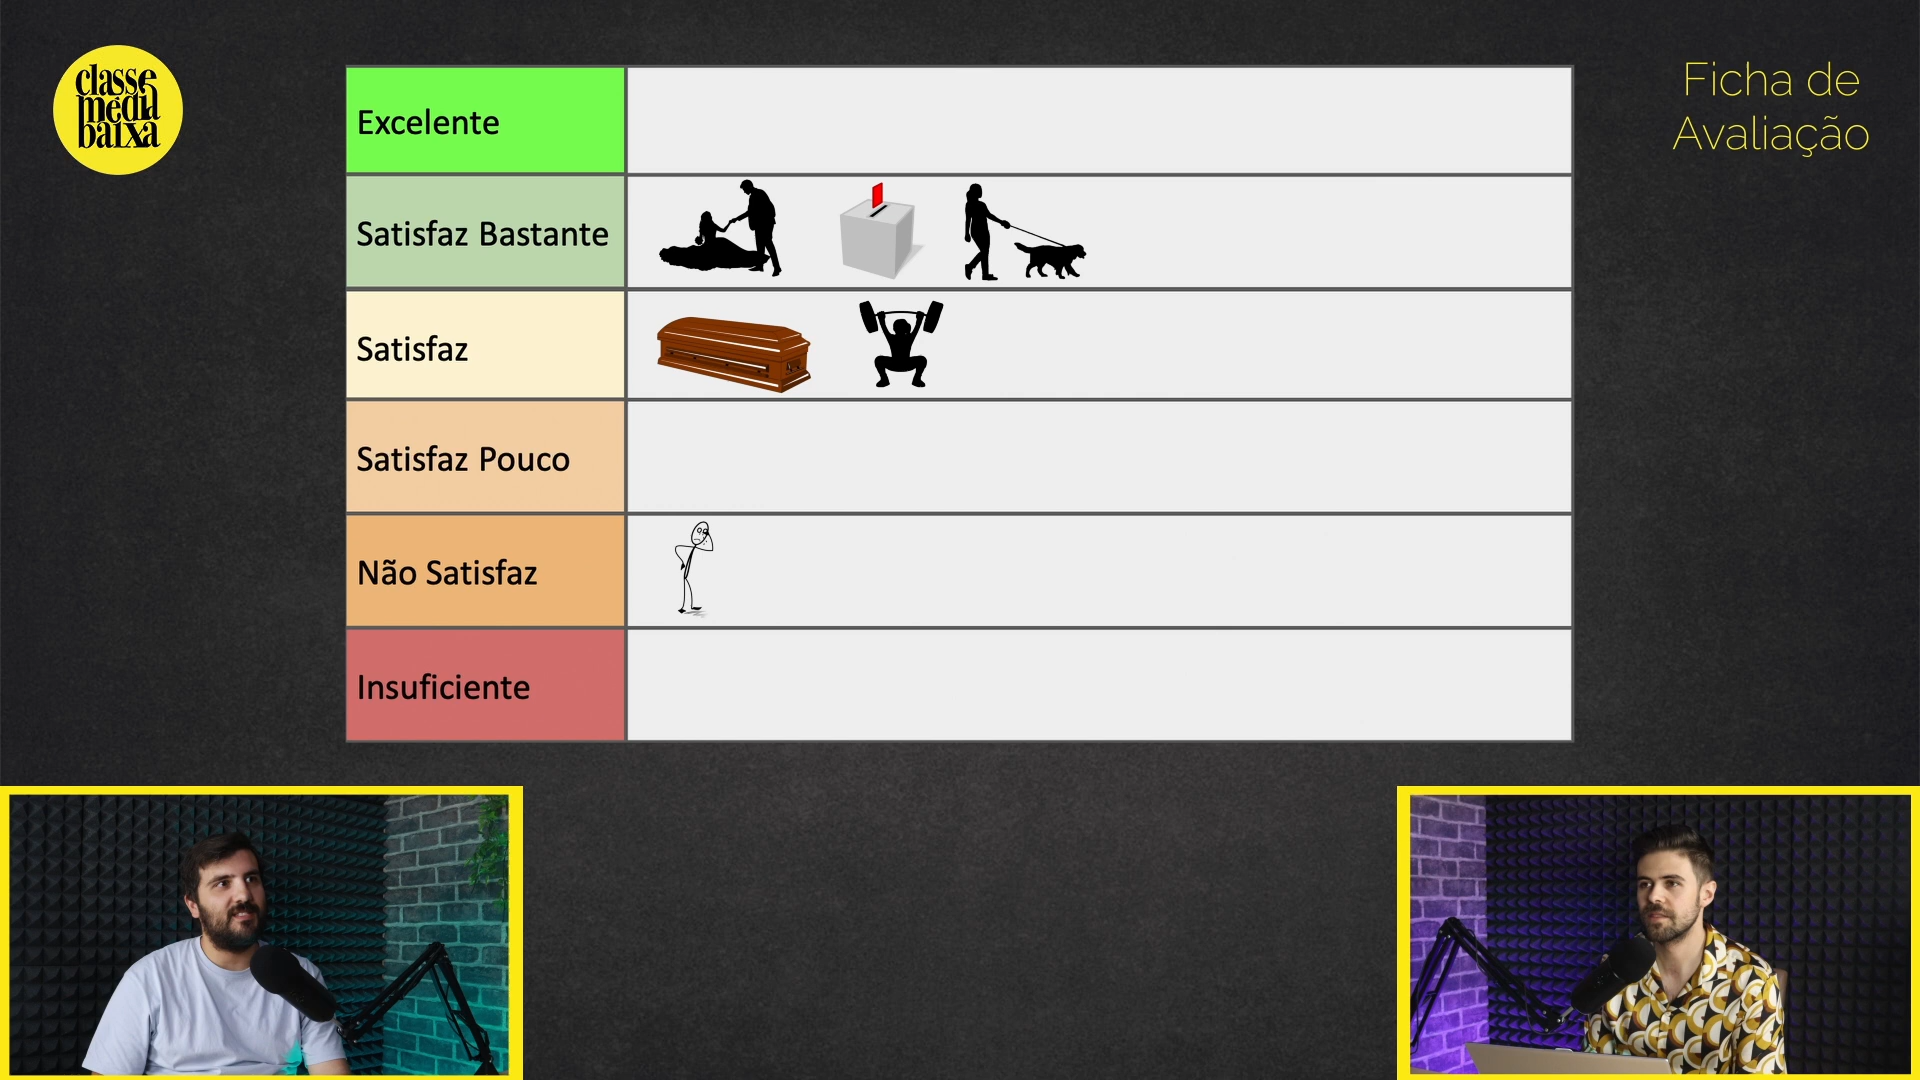 classe
média
baixa
Ficha de
Avaliação
Excelente
Satisfaz Bastante
Satisfaz
Satisfaz Pouco
Não Satisfaz
Insuficiente